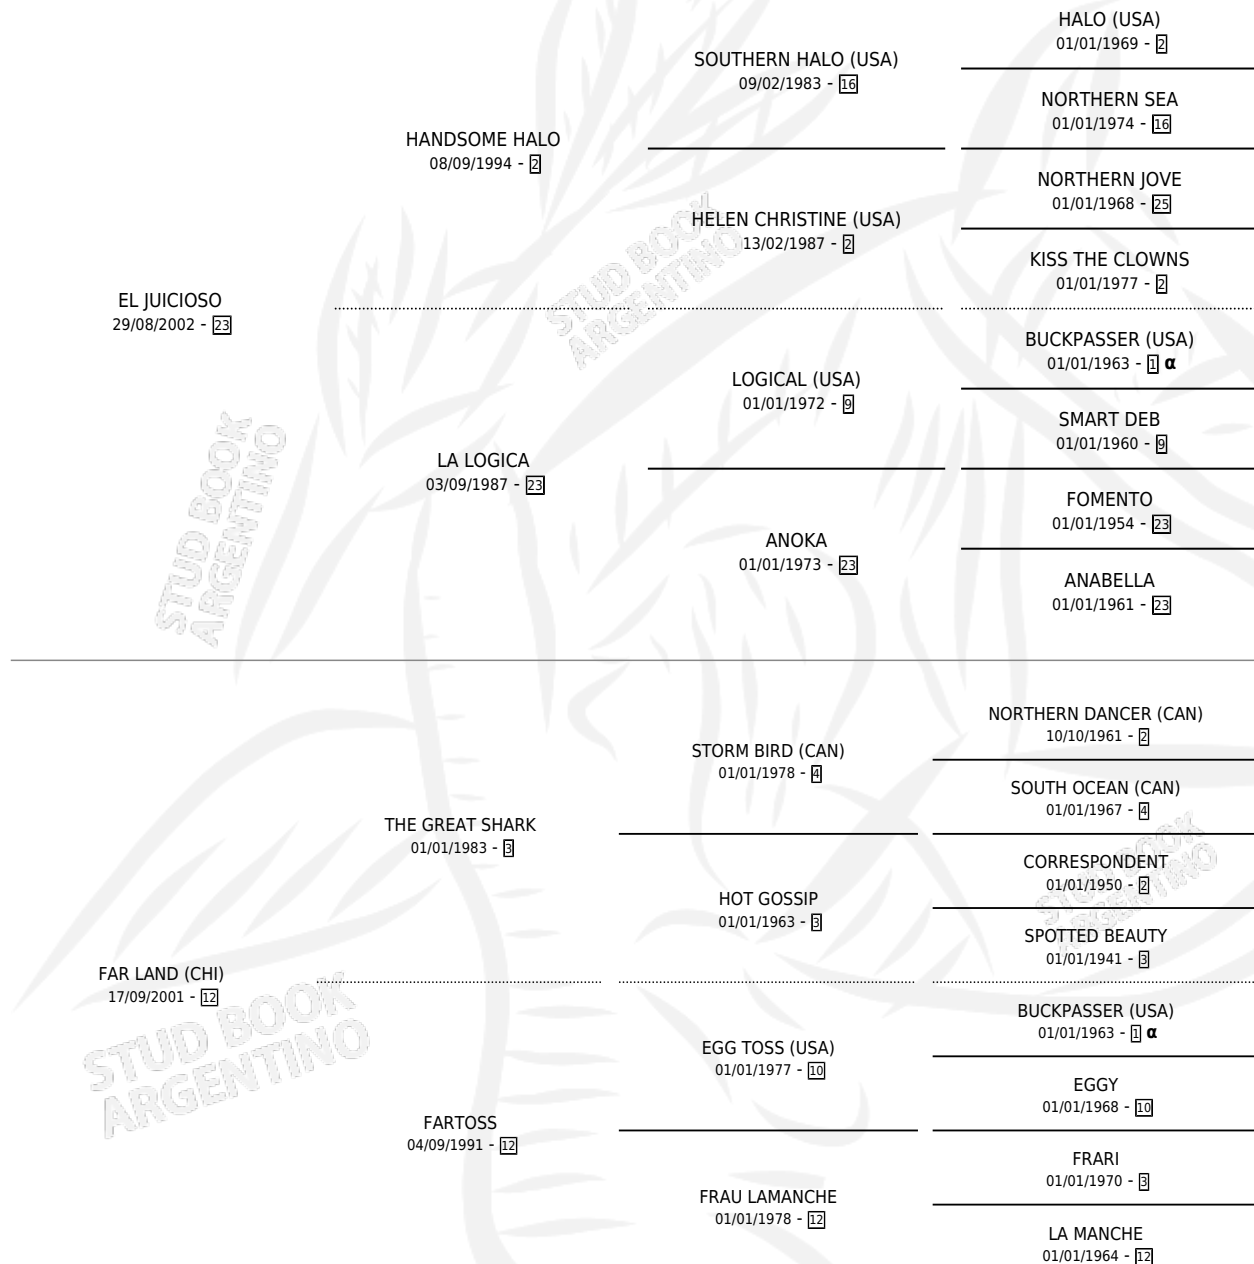 HALO (USA)
01/01/1969 - 2
SOUTHERN HALO (USA)
09/02/1983 - 16
NORTHERN SEA
01/01/1974 - 16
HANDSOME HALO
08/09/1994 - 2
NORTHERN JOVE
01/01/1968 - 25
HELEN CHRISTINE (USA)
13/02/1987 - 2
KISS THE CLOWNS
01/01/1977 - 2
EL JUICIOSO
29/08/2002 - 23
BUCKPASSER (USA)
01/01/1963 - 1 α
LOGICAL (USA)
01/01/1972 - 9
SMART DEB
01/01/1960 - 9
LA LOGICA
03/09/1987 - 23
FOMENTO
01/01/1954 - 23
ANOKA
01/01/1973 - 23
ANABELLA
01/01/1961 - 23
NORTHERN DANCER (CAN)
10/10/1961 - 2
STORM BIRD (CAN)
01/01/1978 - 4
SOUTH OCEAN (CAN)
01/01/1967 - 4
THE GREAT SHARK
01/01/1983 - 3
CORRESPONDENT
01/01/1950 - 2
HOT GOSSIP
01/01/1963 - 3
SPOTTED BEAUTY
01/01/1941 - 3
FAR LAND (CHI)
17/09/2001 - 12
BUCKPASSER (USA)
01/01/1963 - 1 α
EGG TOSS (USA)
01/01/1977 - 10
EGGY
01/01/1968 - 10
FARTOSS
04/09/1991 - 12
FRARI
01/01/1970 - 3
FRAU LAMANCHE
01/01/1978 - 12
LA MANCHE
01/01/1964 - 12
STUD BOOK
ARGENTINO
STUD BOOK
ARGENTINO
STUD BOOK
ARGENTINO
STUD BOOK
ARGENTINO